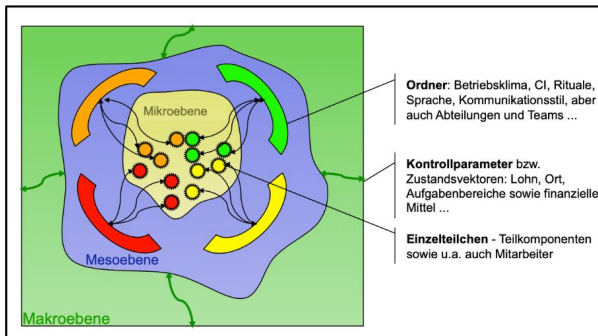 Mikroebene
Mesoebene
Makroebene
Ordner: Betriebsklima, CI, Rituale,
Sprache, Kommunikationsstil, aber
auch Abteilungen und Teams ...
Kontrollparameter bzw.
Zustandsvektoren: Lohn, Ort,
Aufgabenbereiche sowie finanzielle
Mittel ...
Einzelteilchen - Teilkomponenten
sowie u.a. auch Mitarbeiter